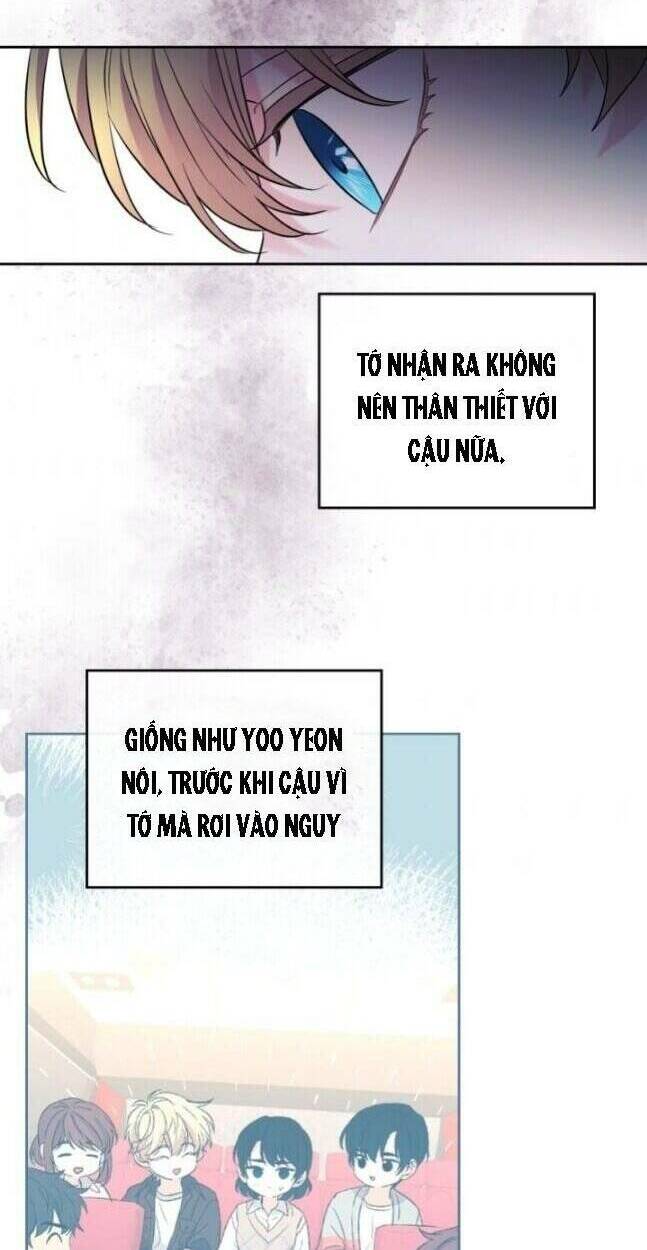 TỚ NHẬN RA KHÔNG
NÊN THÂN THIẾT VỚI
CẬU NỮA.
GIỐNG NHƯ YOO YEON
NÓI, TRƯỚC KHI CẬU VÌ
TỚ MÀ RƠI VÀO NGUY